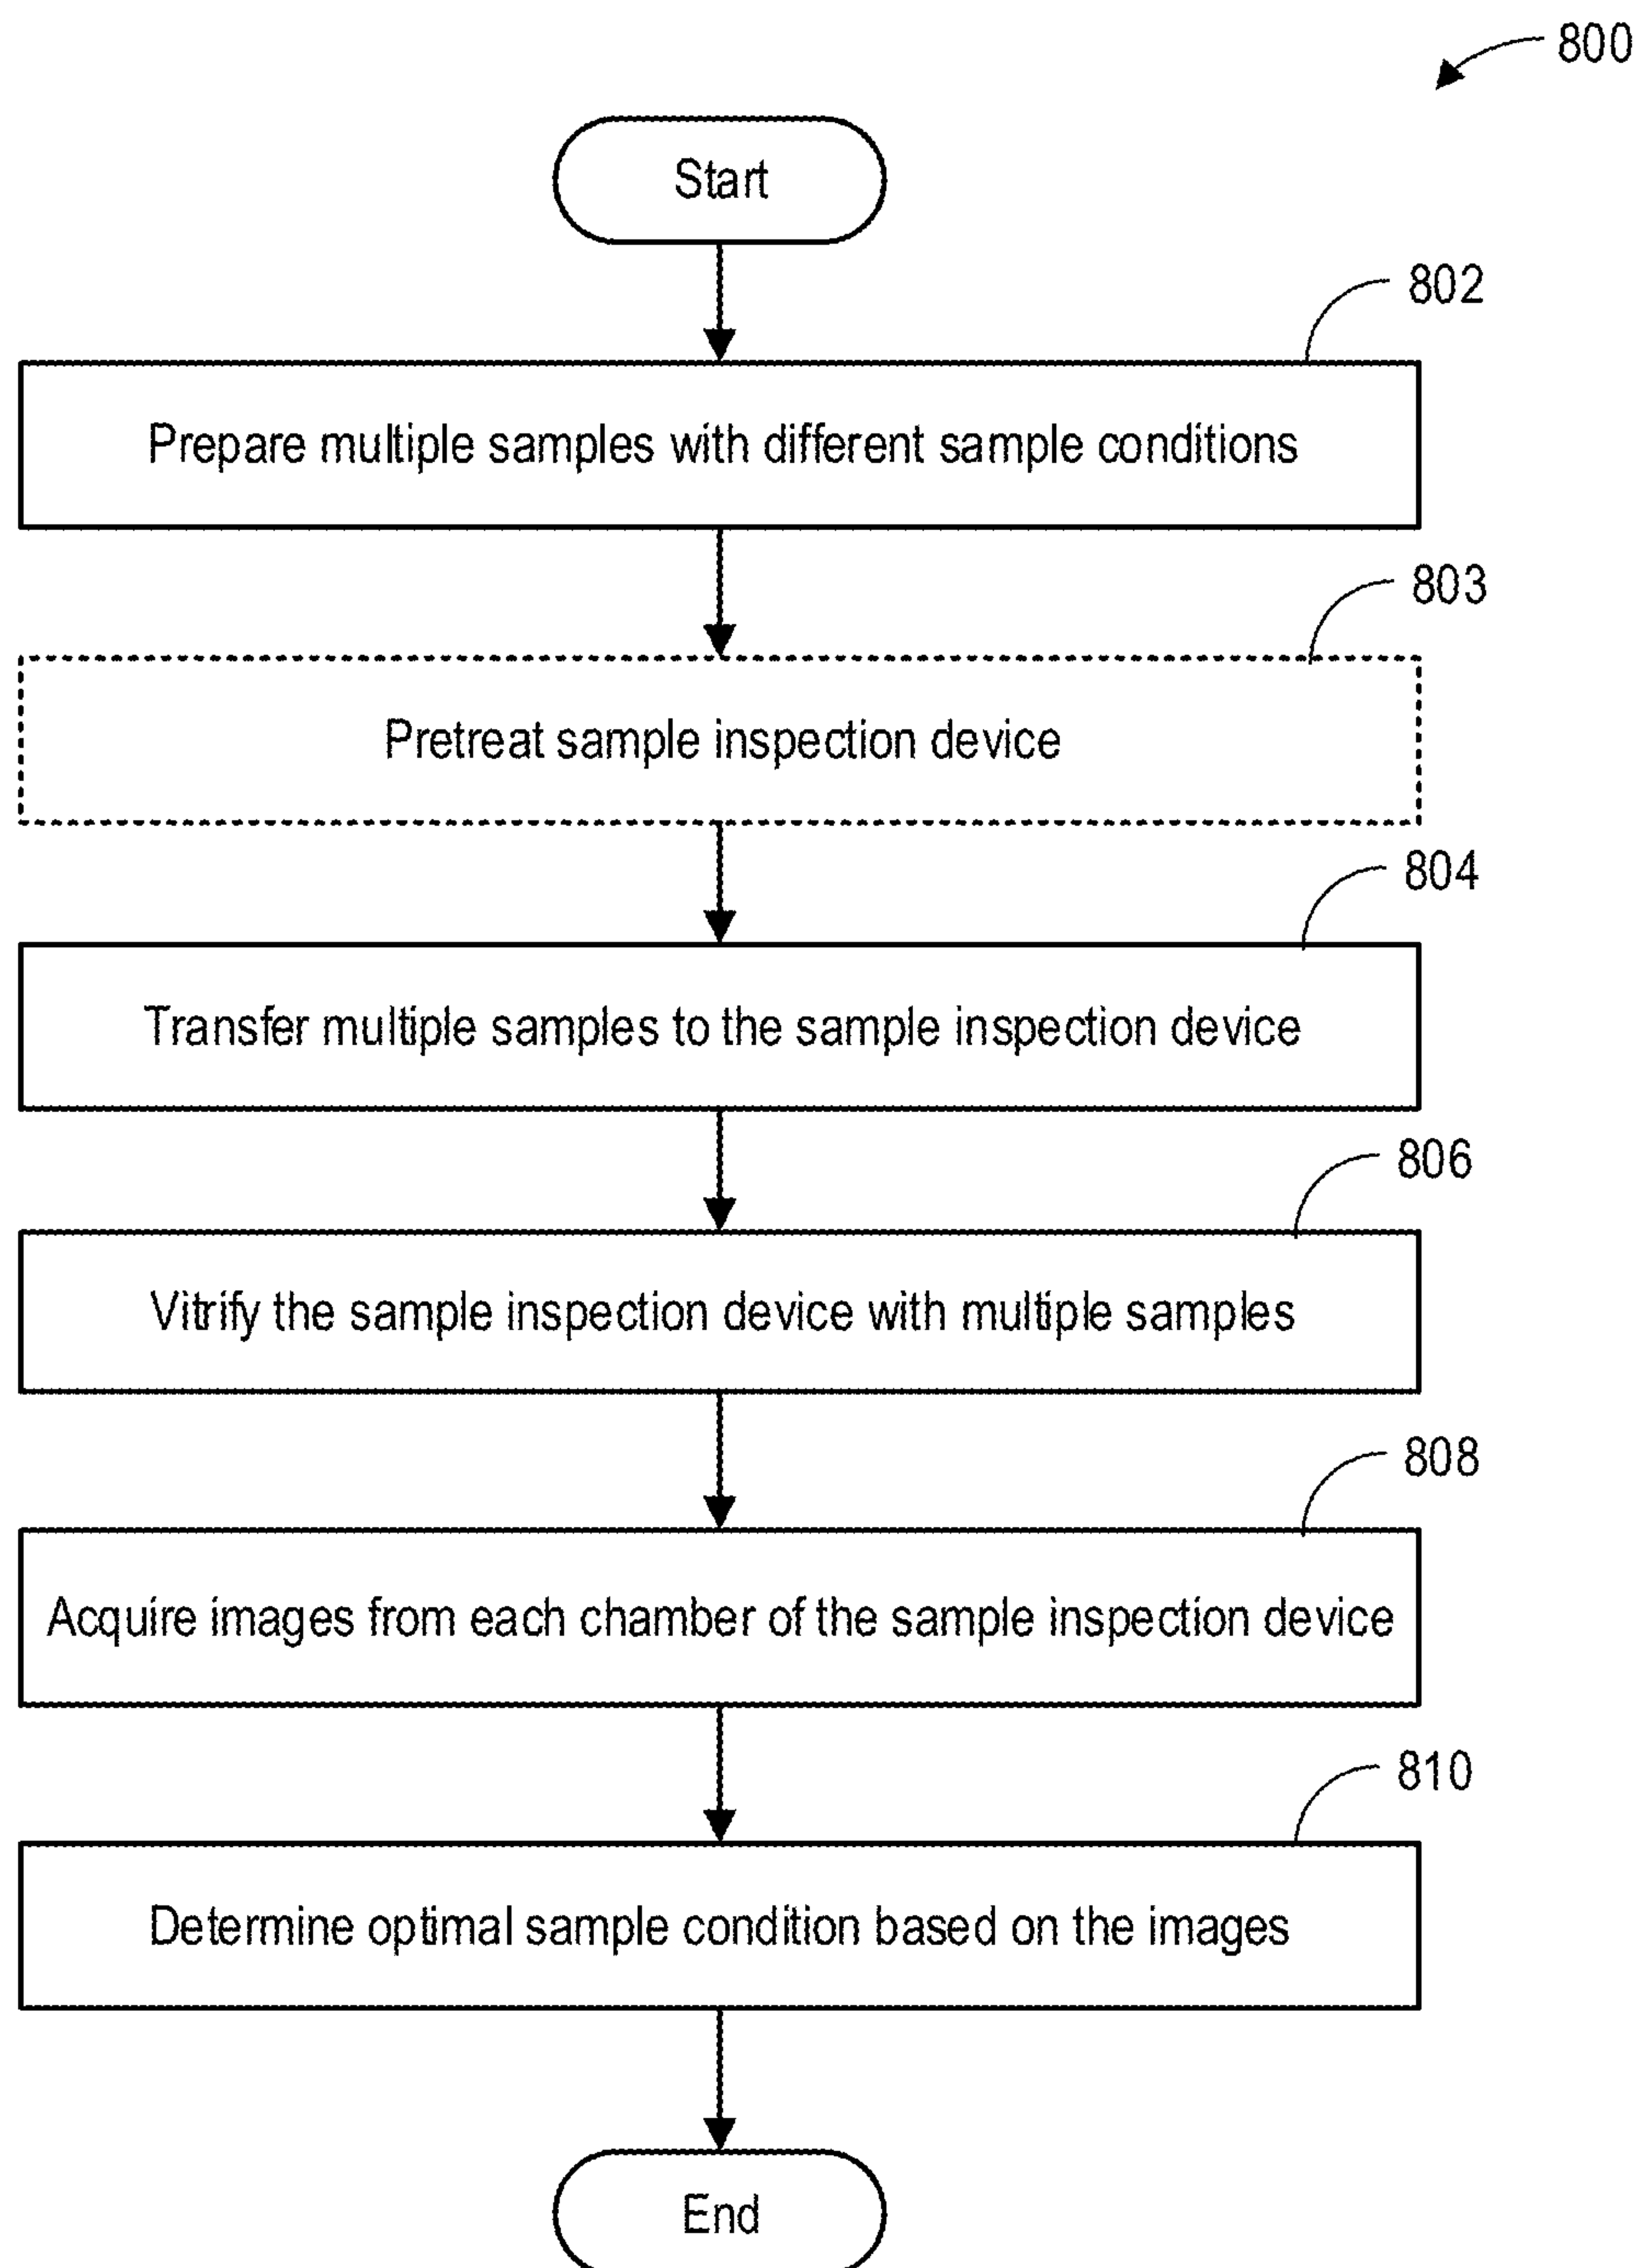 800
Start
802
Prepare multiple samples with different sample conditions
803
Pretreat sample inspection device
804
Transfer multiple samples to the sample inspection device
806
Vitrify the sample inspection device with multiple samples
808
Acquire images from each chamber of the sample inspection device
810
Determine optimal sample condition based on the images
End